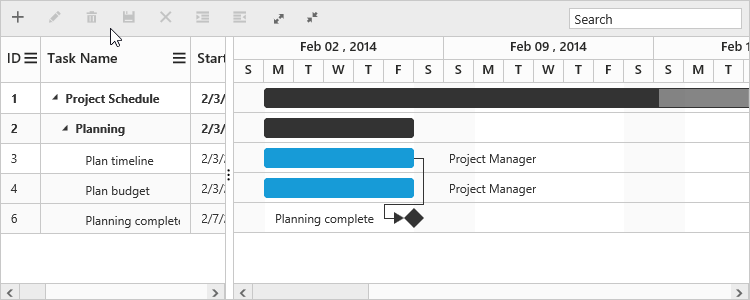 Search
ID Task Name Start
Feb 02 , 2014 Feb 09 , 2014 Feb 1
S M T W T F S S M T W T F S S M T
1 Project Schedule 2/3/
2 Planning 2/3/
3 Plan timeline 2/3/ Project Manager
4 Plan budget 2/3/ Project Manager
6 Planning complete 2/7/ Planning complete